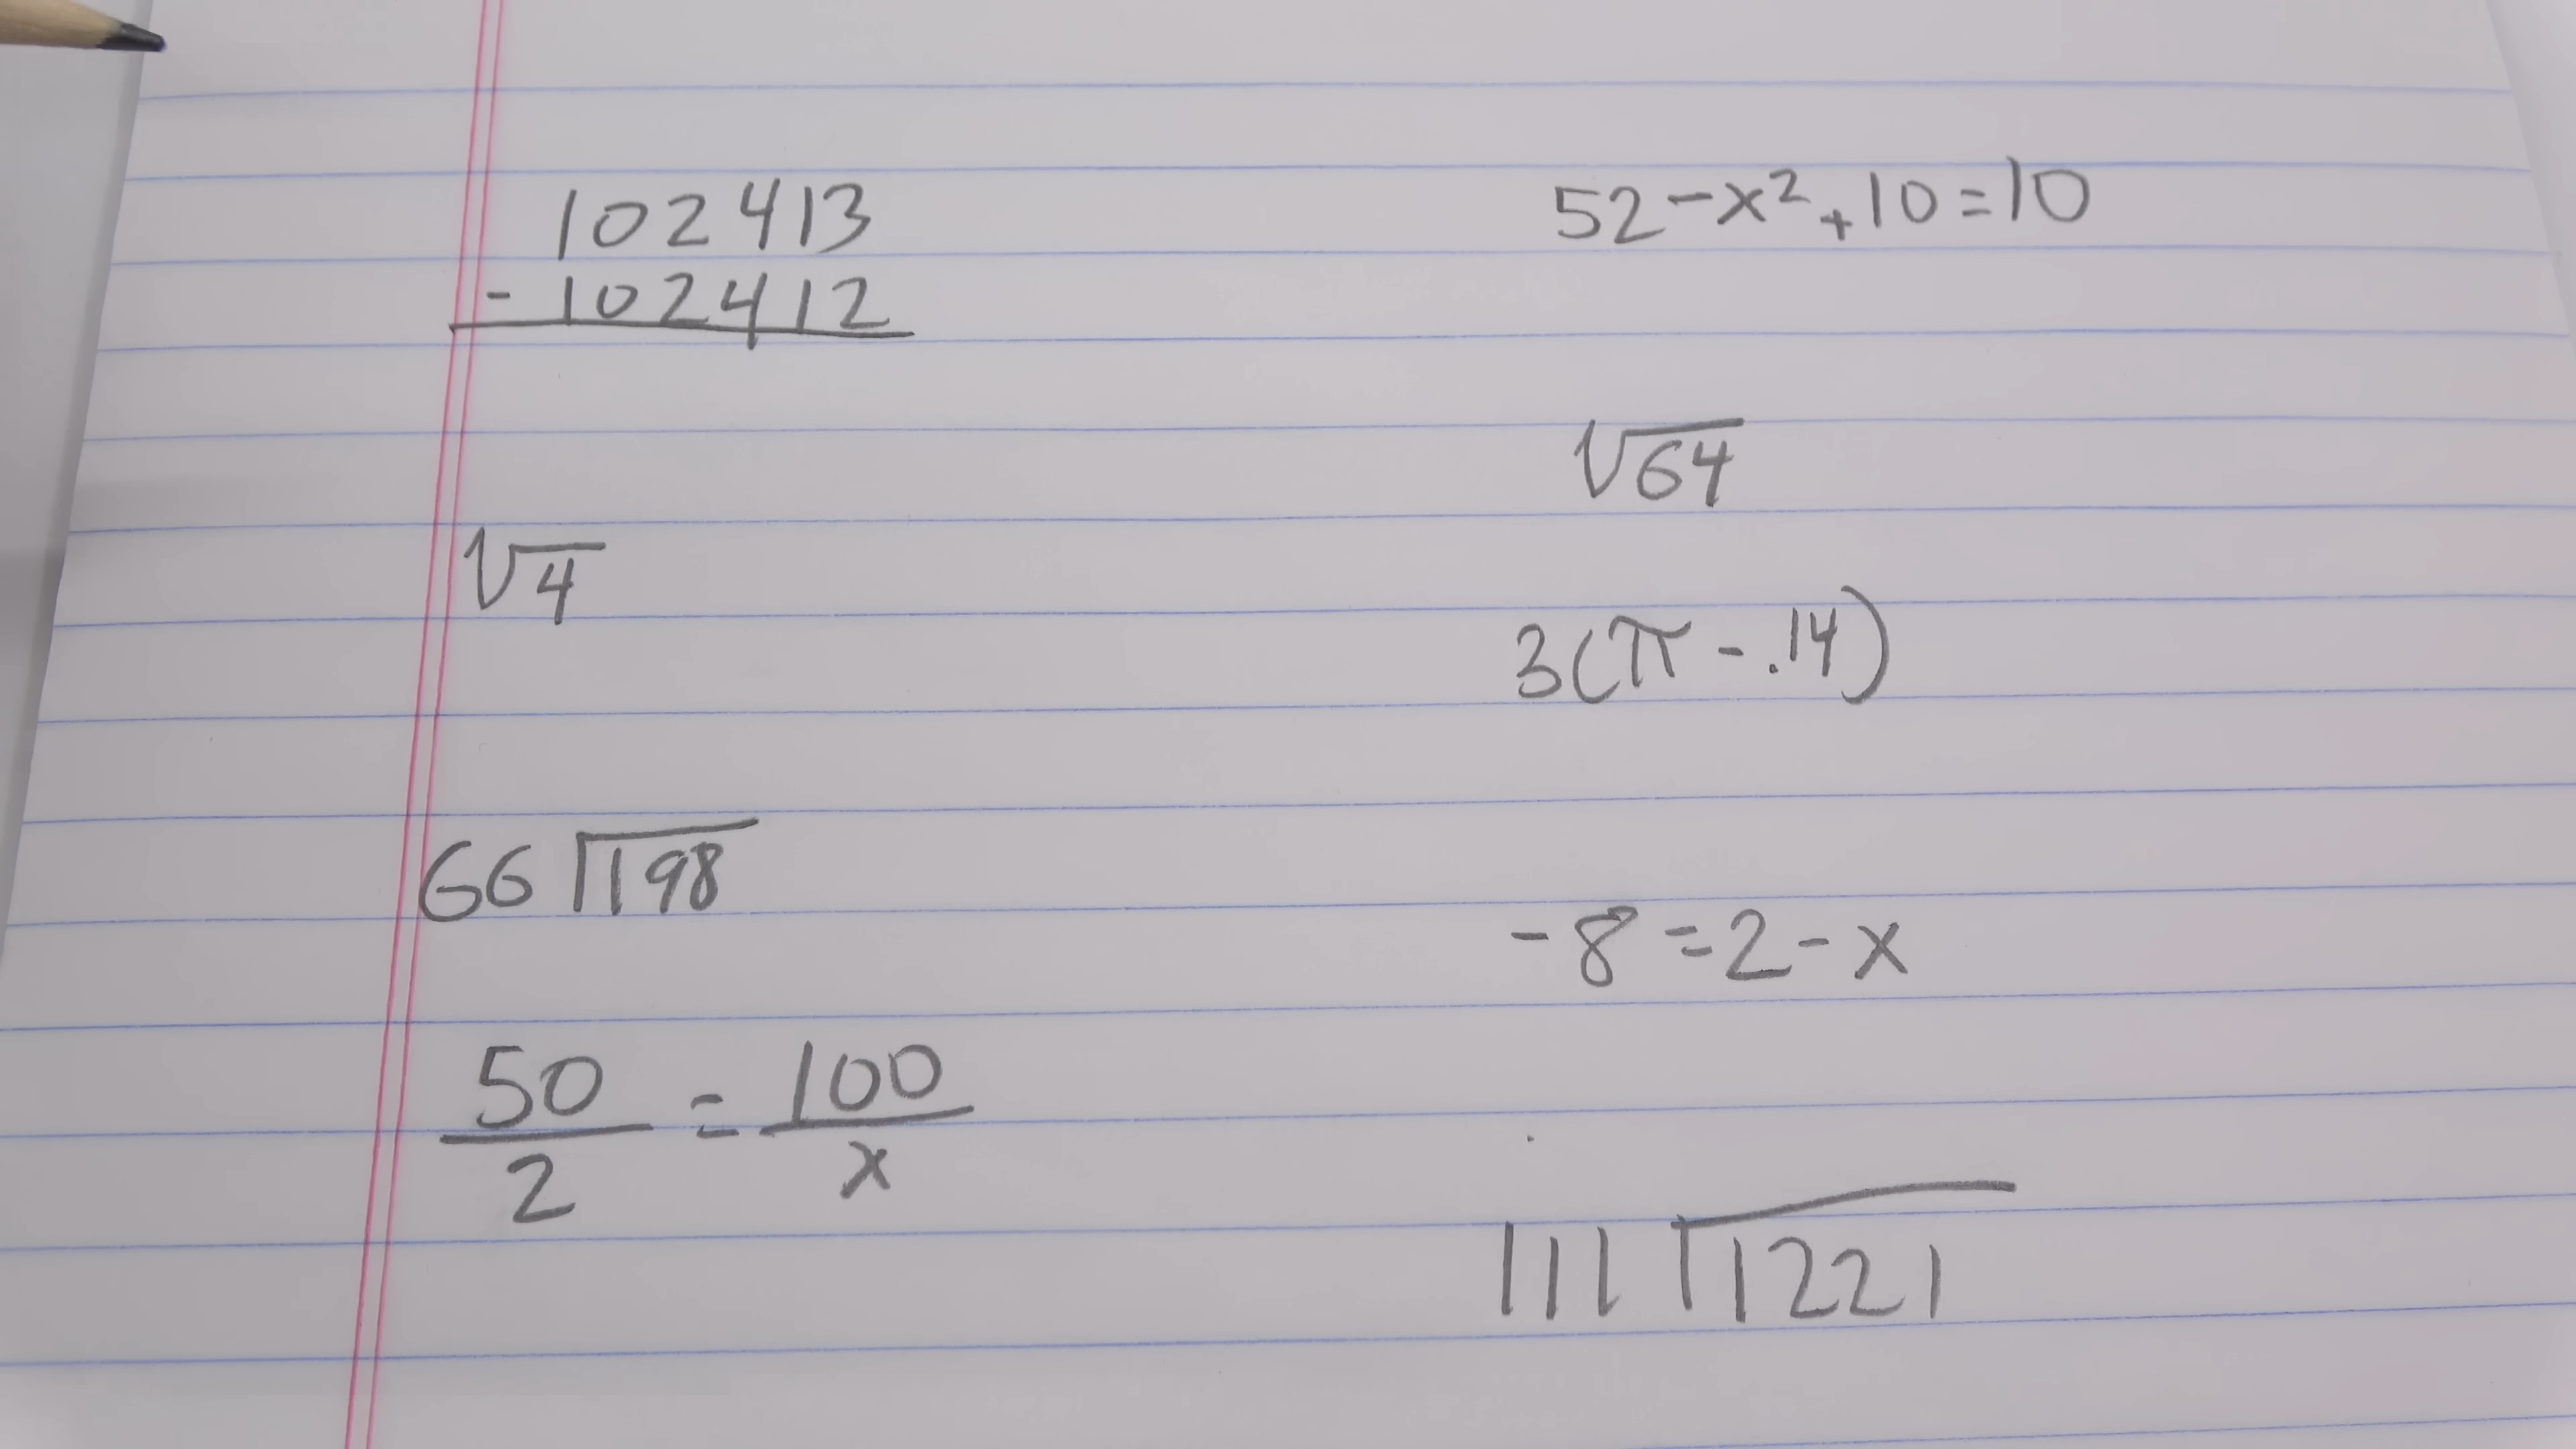 102413
- 102412
√4
66 ⟌198
50/2 = 100/x
52-x²+10=10
√64
3(π-.14)
-8=2-x
111 ⟌1221